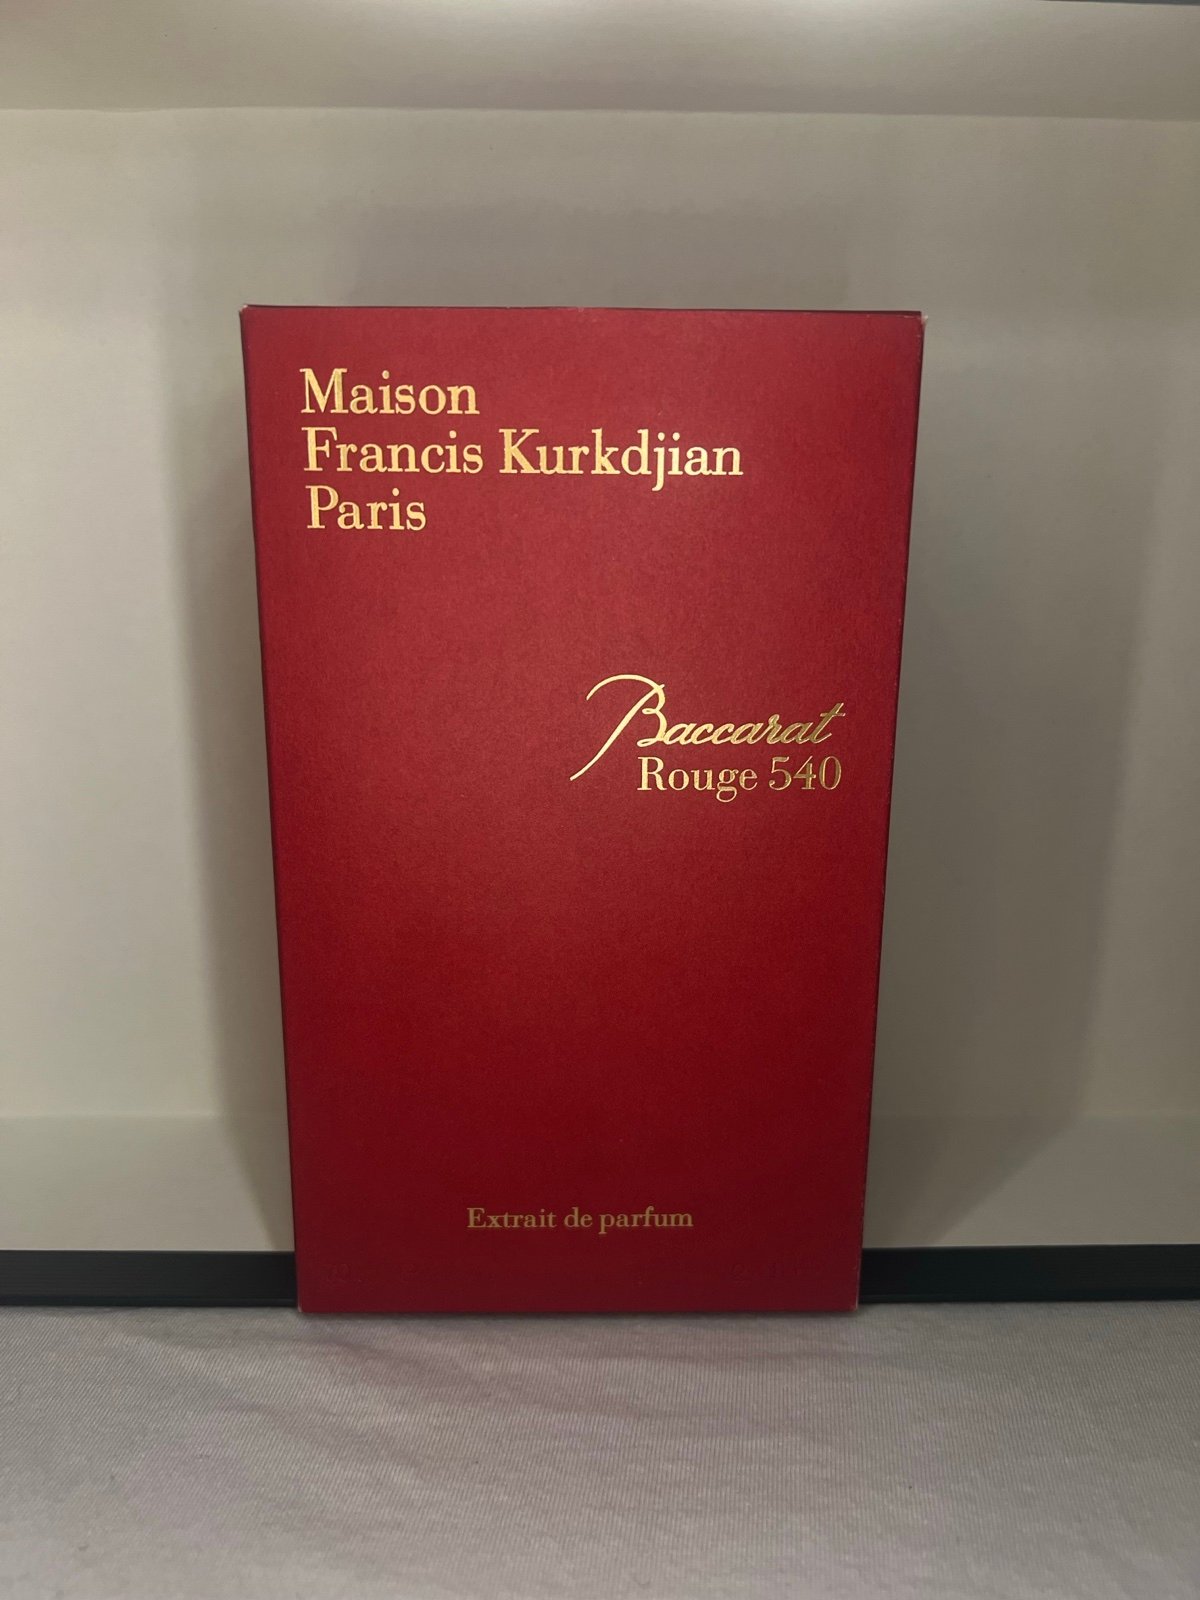 Maison
Francis Kurkdjian
Paris
Baccarat
Rouge 540
Extrait de parfum